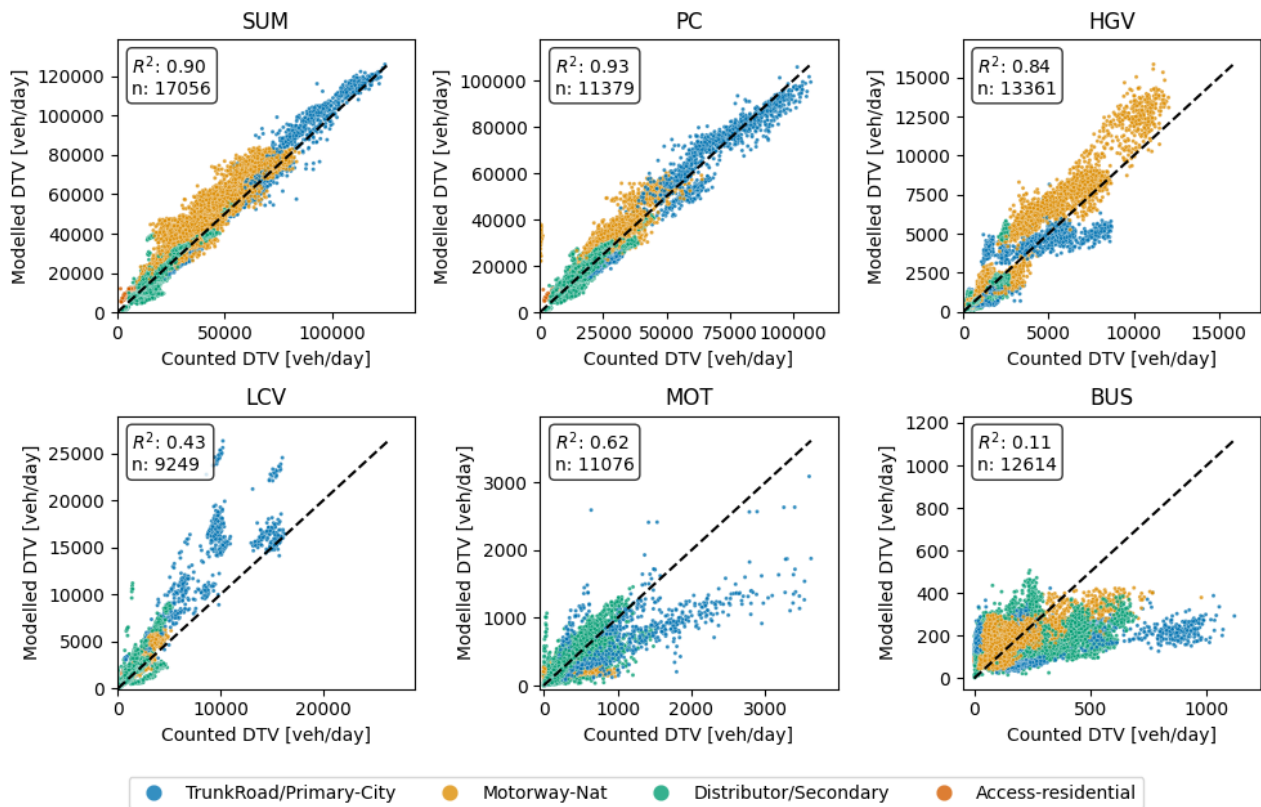 SUM
R²: 0.90
n: 17056
Modelled DTV [veh/day]
120000
100000
80000
60000
40000
20000
0
0 50000 100000
Counted DTV [veh/day]
PC
R²: 0.93
n: 11379
Modelled DTV [veh/day]
100000
80000
60000
40000
20000
0
0 25000 50000 75000 100000
Counted DTV [veh/day]
HGV
R²: 0.84
n: 13361
Modelled DTV [veh/day]
15000
12500
10000
7500
5000
2500
0
0 5000 10000 15000
Counted DTV [veh/day]
LCV
R²: 0.43
n: 9249
Modelled DTV [veh/day]
25000
20000
15000
10000
5000
0
0 10000 20000
Counted DTV [veh/day]
MOT
R²: 0.62
n: 11076
Modelled DTV [veh/day]
3000
2000
1000
0
0 1000 2000 3000
Counted DTV [veh/day]
BUS
R²: 0.11
n: 12614
Modelled DTV [veh/day]
1200
1000
800
600
400
200
0
0 500 1000
Counted DTV [veh/day]
TrunkRoad/Primary-City Motorway-Nat Distributor/Secondary Access-residential